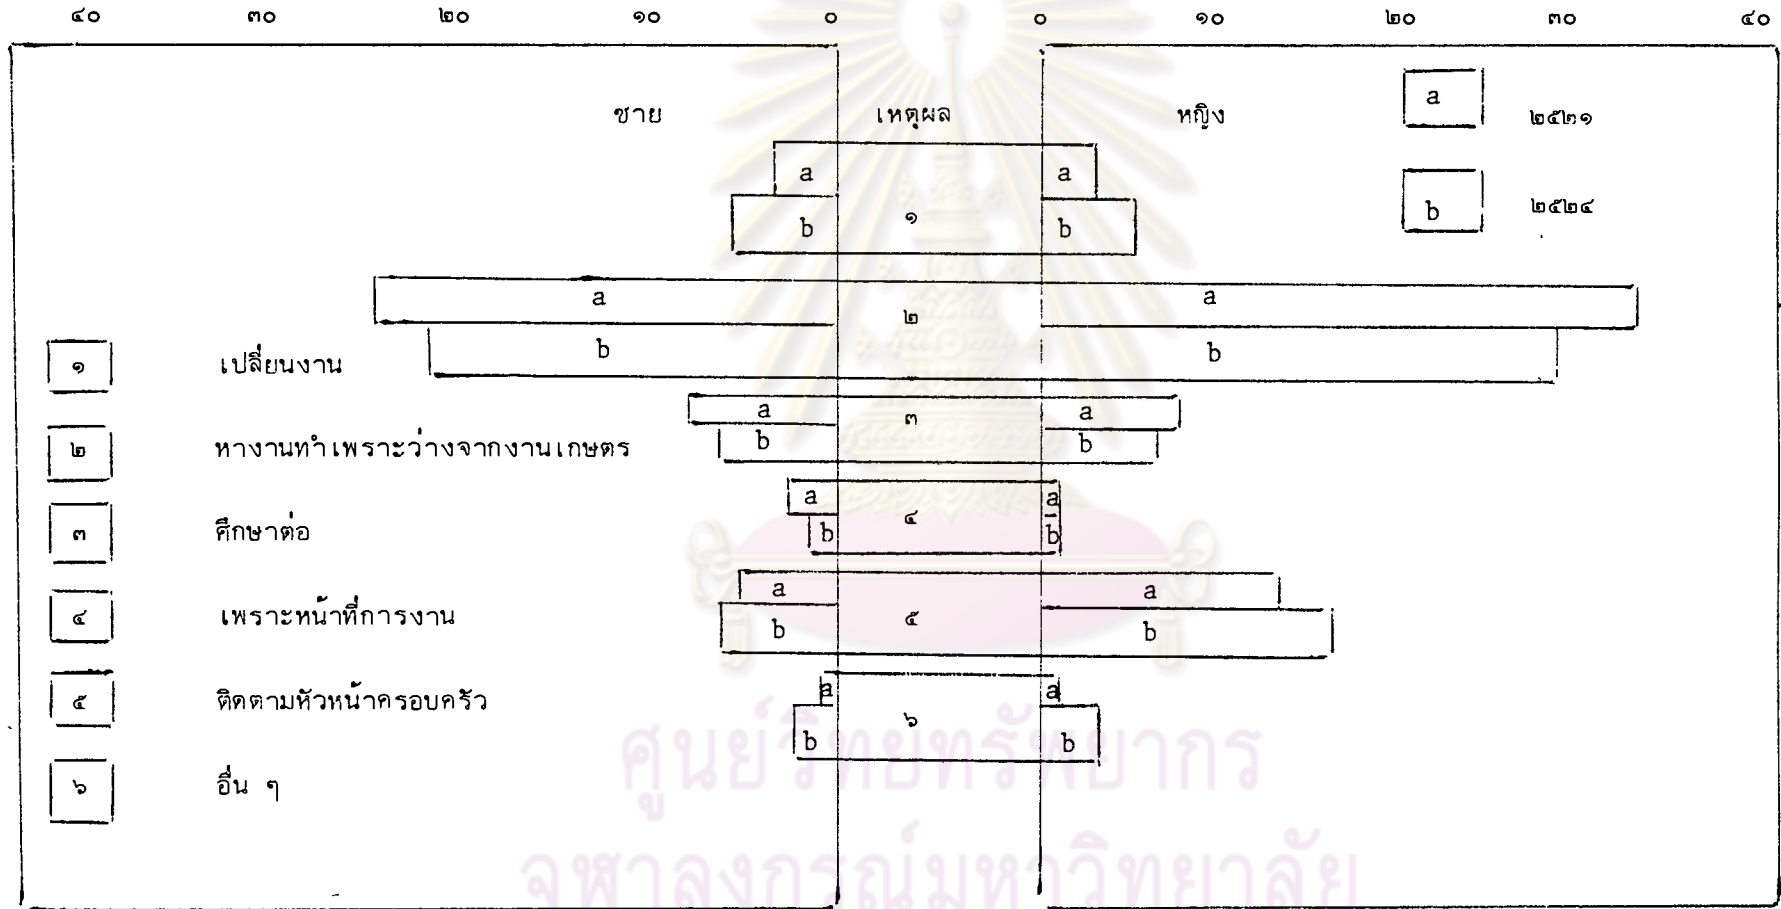 ๔๐ ๓๐ ๒๐ ๑๐ ๐ ๐ ๑๐ ๒๐ ๓๐ ๔๐
ชาย เหตุผล หญิง a ๒๕๒๑
b ๒๕๒๔
a a
b ๑ b
a ๒ a
b b
a ๓ a
b b
a ๔ a
b b
a ๕ a
b b
a ๖ a
b b
๑ เปลี่ยนงาน
๒ หางานทำเพราะว่างจากงานเกษตร
๓ ศึกษาต่อ
๔ เพราะหน้าที่การงาน
๕ ติดตามหัวหน้าครอบครัว
๖ อื่น ๆ
ศูนย์วิทยทรัพยากร
จุฬาลงกรณ์มหาวิทยาลัย